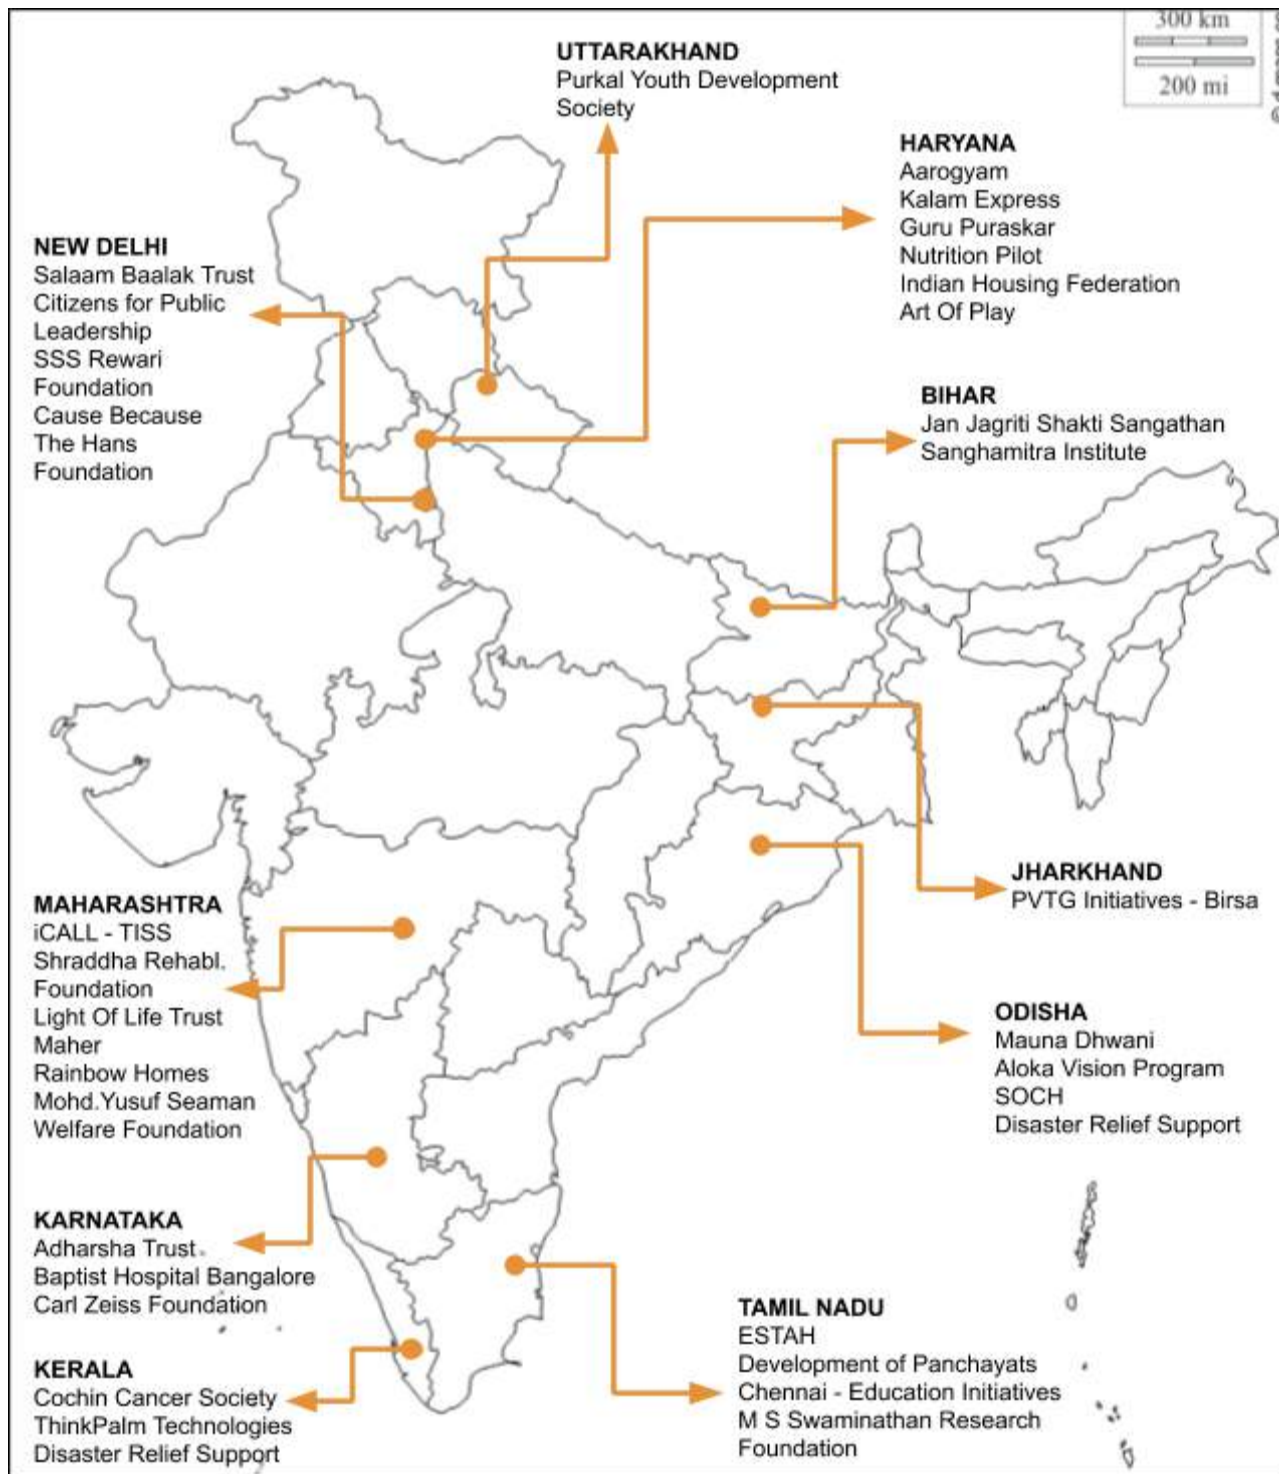 300 km
200 mi
UTTARAKHAND
Purkal Youth Development
Society
HARYANA
Aarogyam
Kalam Express
Guru Puraskar
Nutrition Pilot
Indian Housing Federation
Art Of Play
NEW DELHI
Salaam Baalak Trust
Citizens for Public
Leadership
SSS Rewari
Foundation
Cause Because
The Hans
Foundation
BIHAR
Jan Jagriti Shakti Sangathan
Sanghamitra Institute
JHARKHAND
PVTG Initiatives - Birsa
MAHARASHTRA
iCALL - TISS
Shraddha Rehabl.
Foundation
Light Of Life Trust
Maher
Rainbow Homes
Mohd.Yusuf Seaman
Welfare Foundation
ODISHA
Mauna Dhwani
Aloka Vision Program
SOCH
Disaster Relief Support
KARNATAKA
Adharsha Trust
Baptist Hospital Bangalore
Carl Zeiss Foundation
TAMIL NADU
ESTAH
Development of Panchayats
Chennai - Education Initiatives
M S Swaminathan Research
Foundation
KERALA
Cochin Cancer Society
ThinkPalm Technologies
Disaster Relief Support